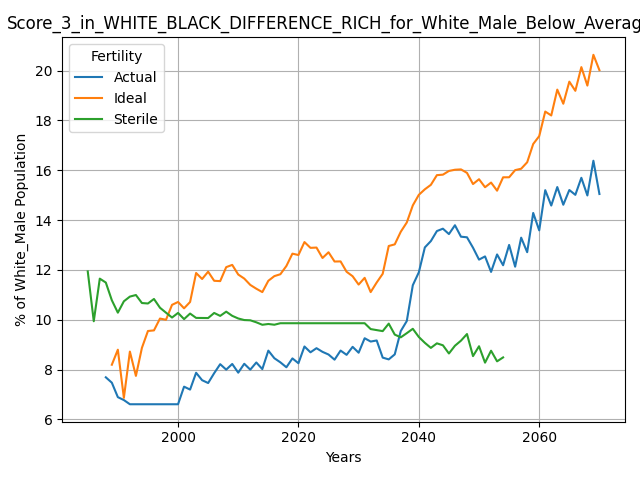 Score_3_in_WHITE_BLACK_DIFFERENCE_RICH_for_White_Male_Below_Averag
Fertility
Actual
Ideal
Sterile
% of White_Male Population
20
18
16
14
12
10
8
6
2000 2020 2040 2060
Years